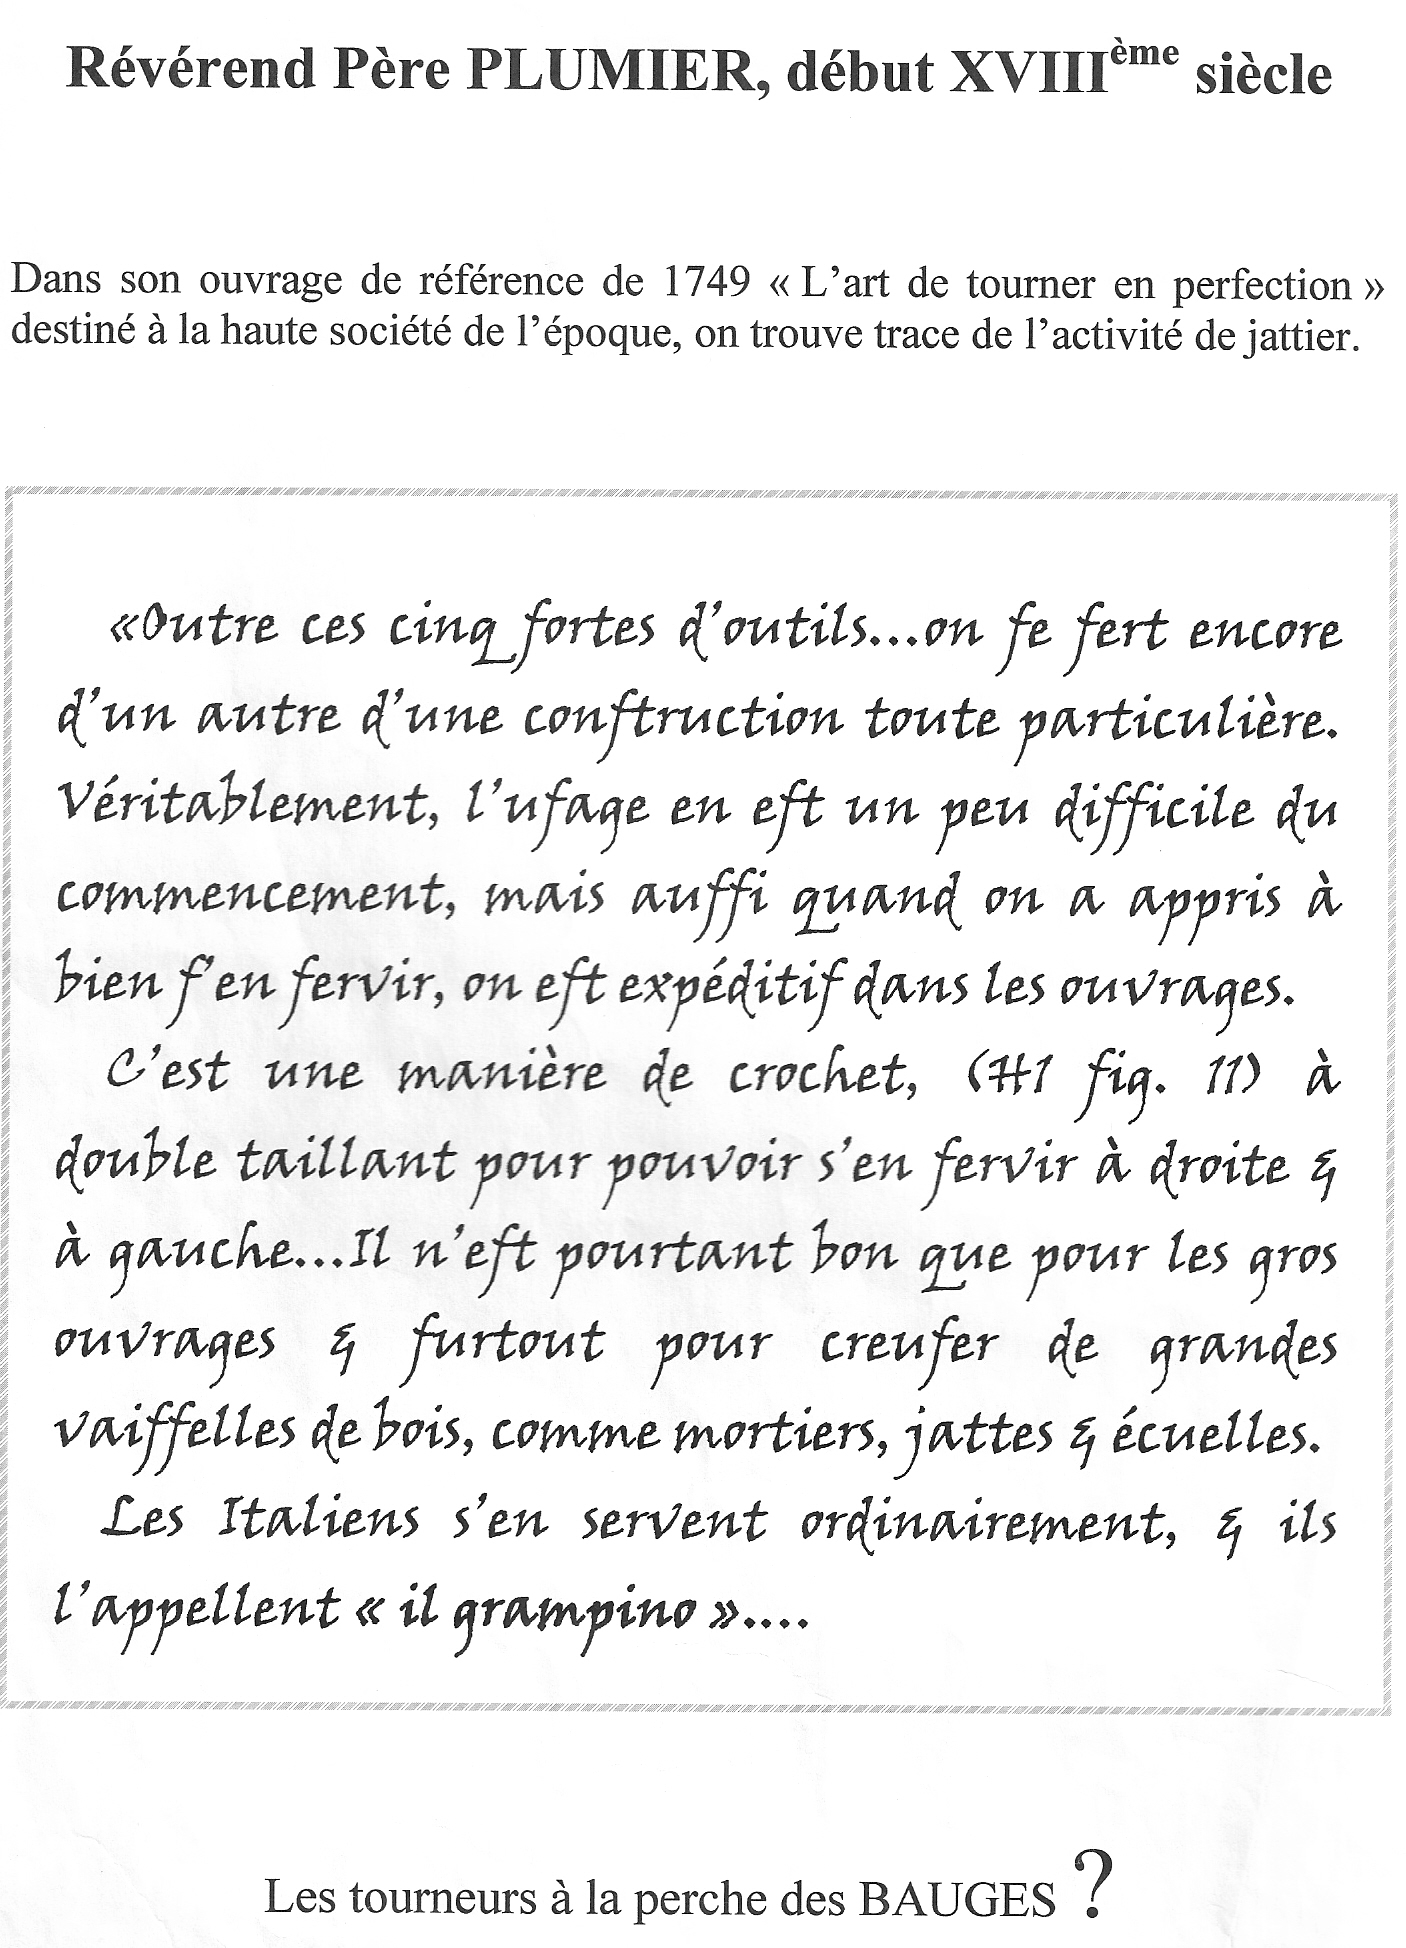 Révérend Père PLUMIER, début XVIIIème siècle
Dans son ouvrage de référence de 1749 « L’art de tourner en perfection »
destiné à la haute société de l’époque, on trouve trace de l’activité de jattier.
«Outre ces cinq fortes d’outils...on fe fert encore
d’un autre d’une conftruction toute particulière.
Véritablement, l’ufage en eft un peu difficile du
commencement, mais auffi quand on a appris à
bien f’en fervir, on eft expéditif dans les ouvrages.
C’est une manière de crochet, (H1 fig. 11) à
double taillant pour pouvoir s’en fervir à droite &
à gauche...Il n’eft pourtant bon que pour les gros
ouvrages & furtout pour creufer de grandes
vaiffelles de bois, comme mortiers, jattes & écuelles.
Les Italiens s’en servent ordinairement, & ils
l’appellent « il grampino »....
Les tourneurs à la perche des BAUGES ?